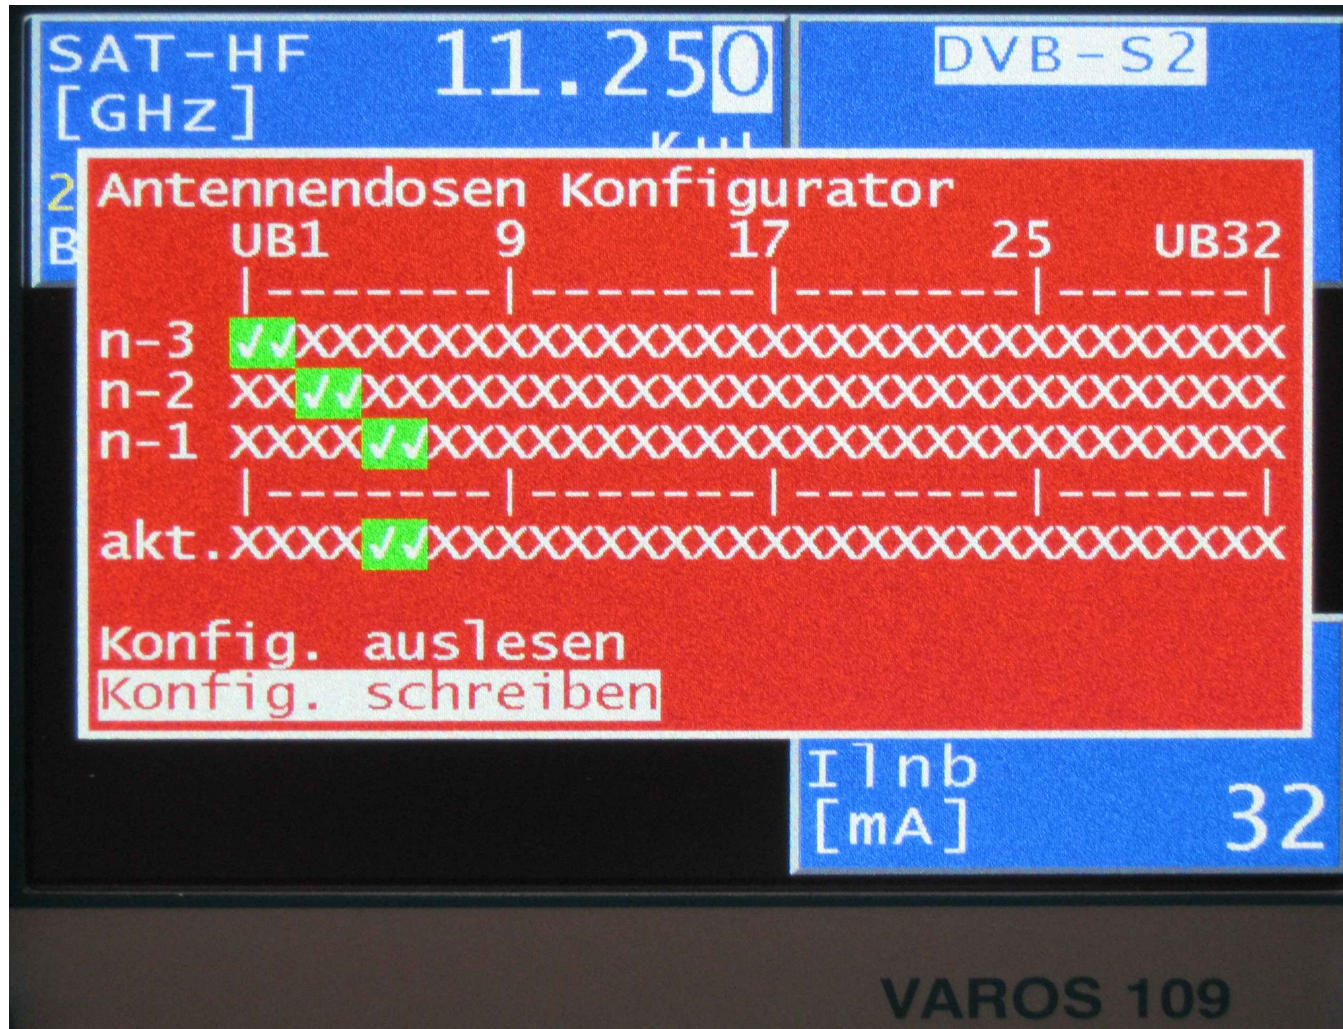 SAT-HF 11.250
[GHz]
DVB-S2
2
B
Antennendosen Konfigurator
UB1 9 17 25 UB32
|-------|-------|-------|------|
n-3 ✓✓XXXXXXXXXXXXXXXXXXXXXXXXXXXXXX
n-2 XX✓✓XXXXXXXXXXXXXXXXXXXXXXXXXXXX
n-1 XXXX✓✓XXXXXXXXXXXXXXXXXXXXXXXXXX
|-------|-------|-------|------|
akt.XXXX✓✓XXXXXXXXXXXXXXXXXXXXXXXXXX
Konfig. auslesen
Konfig. schreiben
Ilnb
[mA] 32
VAROS 109